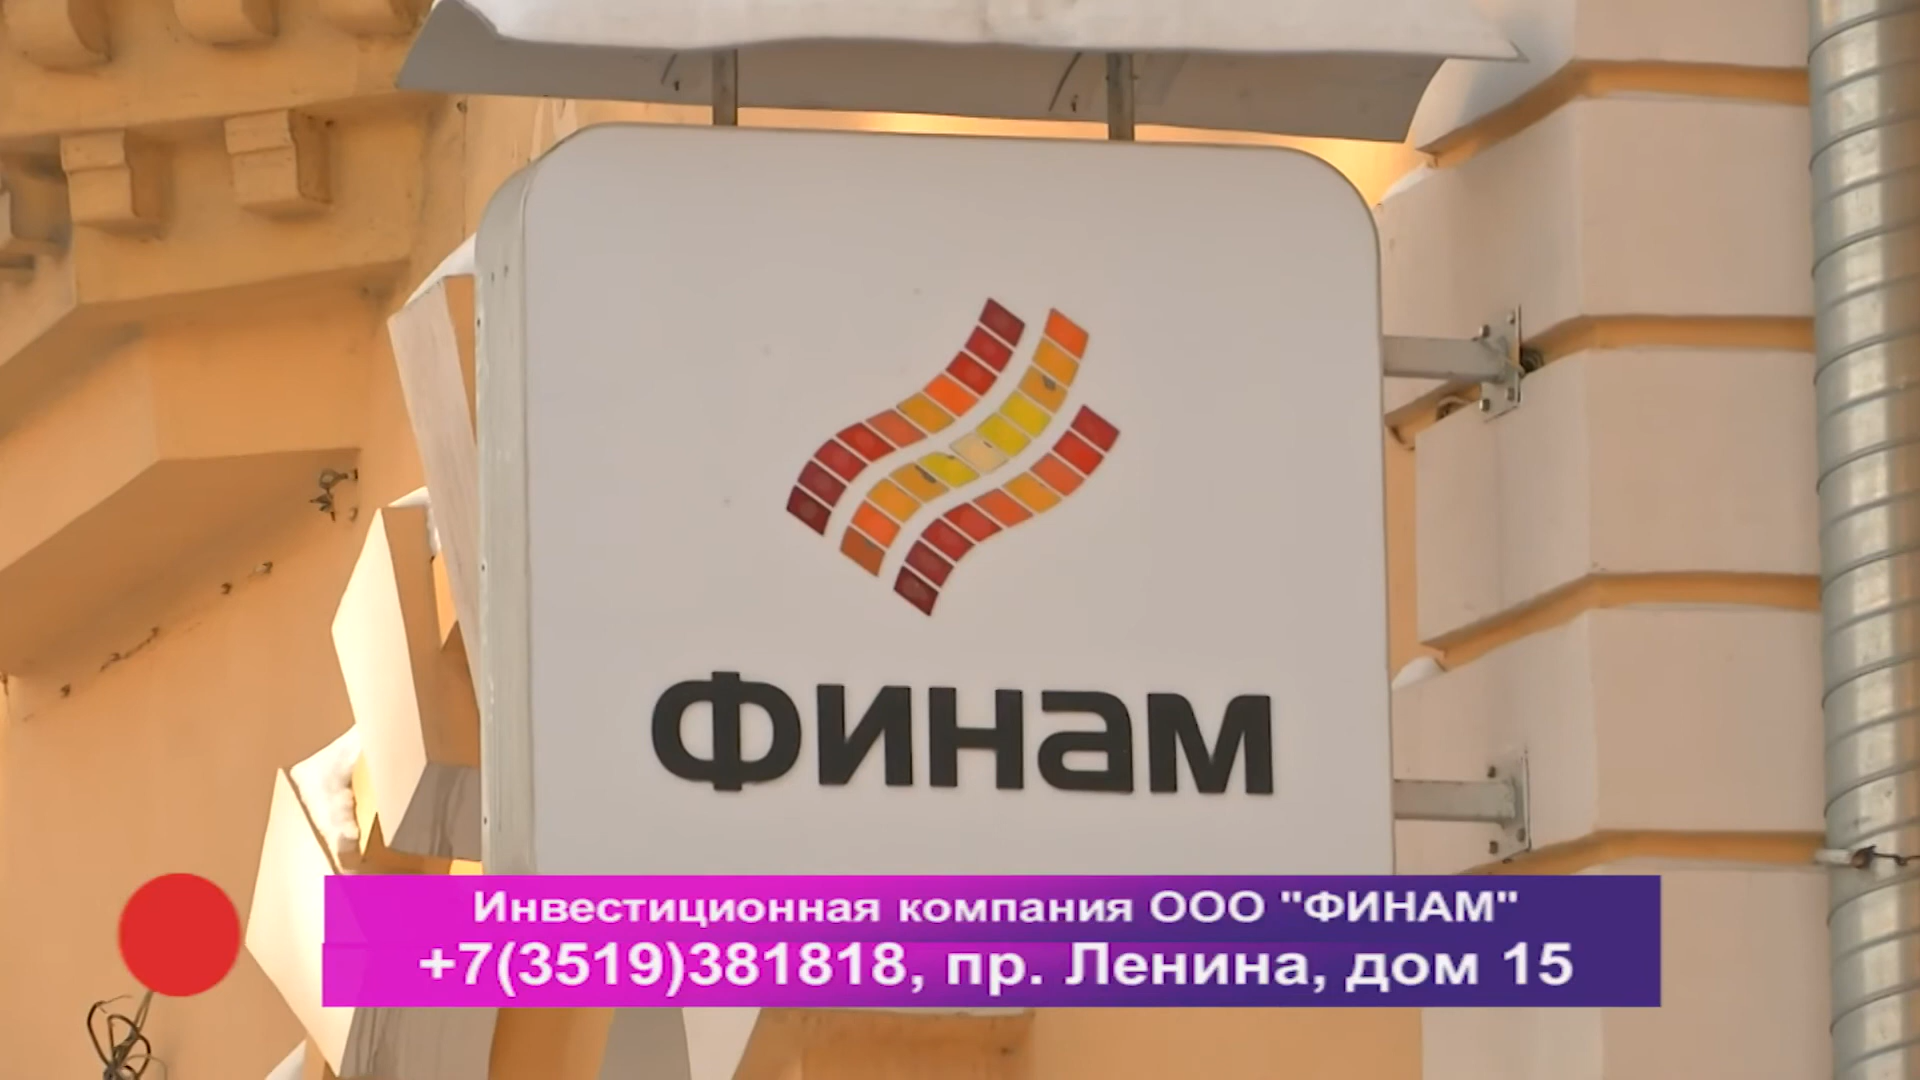 ФИНАМ
Инвестиционная компания ООО "ФИНАМ"
+7(3519)381818, пр. Ленина, дом 15